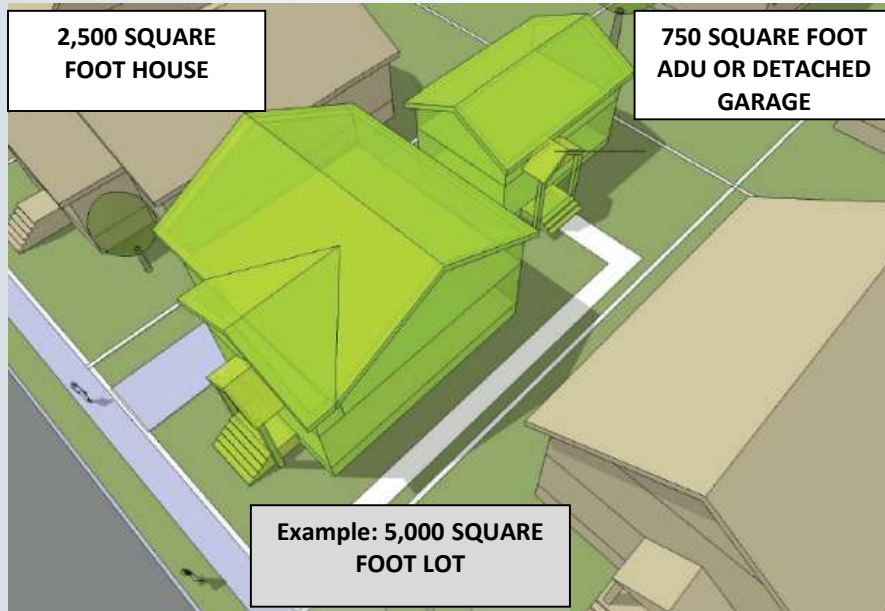 2,500 SQUARE
FOOT HOUSE
750 SQUARE FOOT
ADU OR DETACHED
GARAGE
Example: 5,000 SQUARE
FOOT LOT